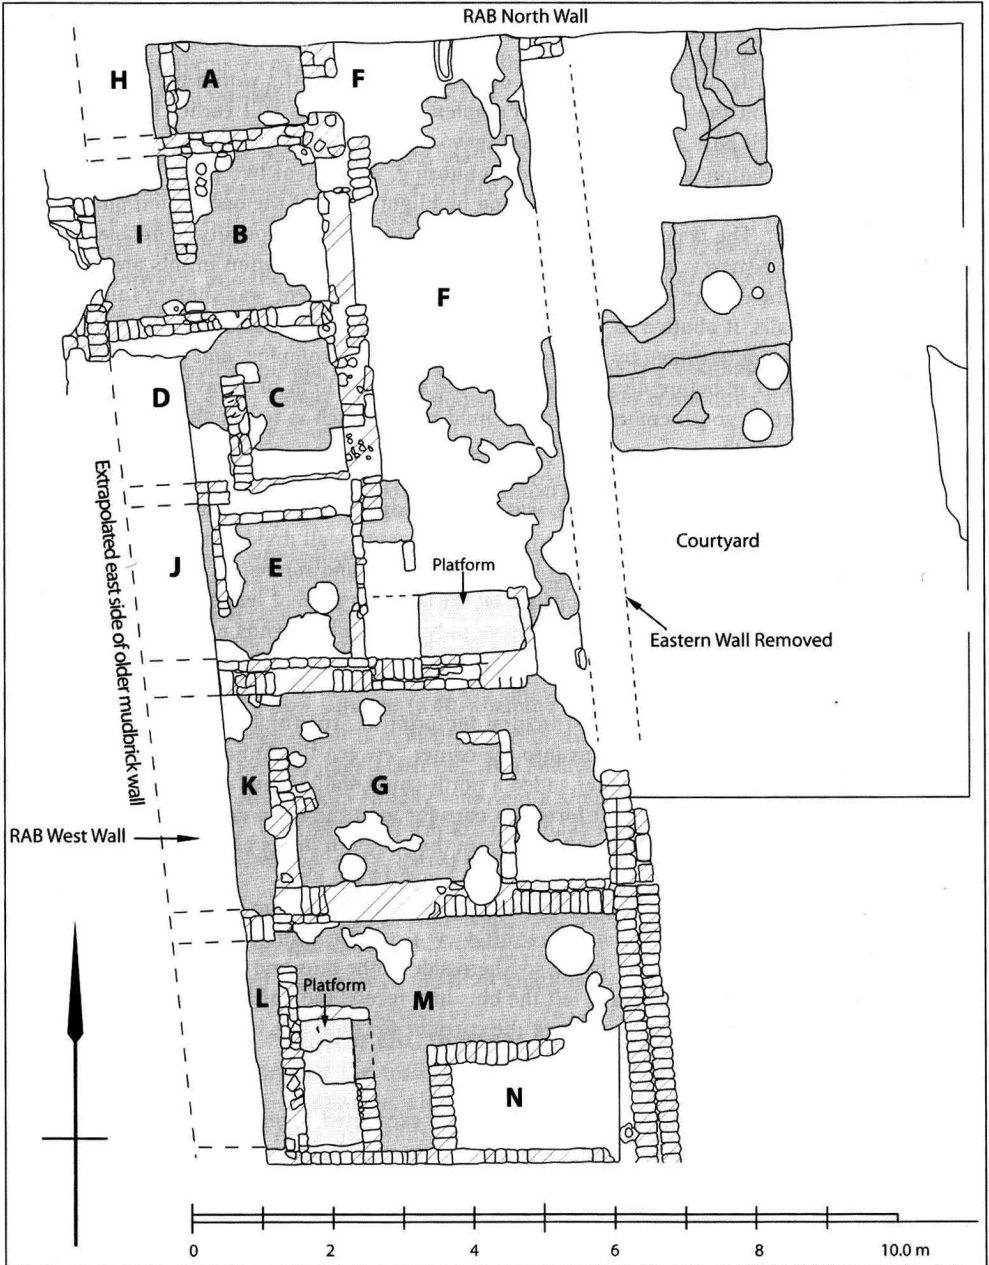 RAB North Wall
H
A
F
I
B
F
D
C
Extrapolated east side of older mudbrick wall
J
E
Platform
Courtyard
Eastern Wall Removed
K
G
RAB West Wall
L
Platform
M
N
0 2 4 6 8 10.0 m